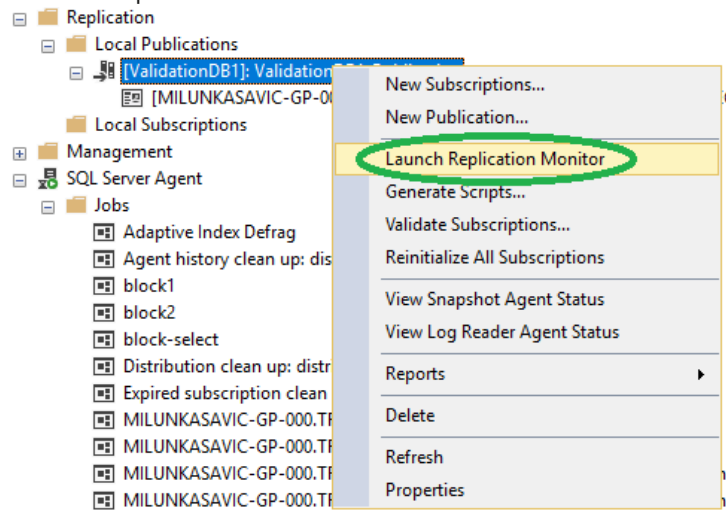 Replication
Local Publications
[ValidationDB1]: Validation
[MILUNKASAVIC-GP-00
Local Subscriptions
Management
SQL Server Agent
Jobs
Adaptive Index Defrag
Agent history clean up: dis
block1
block2
block-select
Distribution clean up: distr
Expired subscription clean
MILUNKASAVIC-GP-000.TF
MILUNKASAVIC-GP-000.TF
MILUNKASAVIC-GP-000.TF
MILUNKASAVIC-GP-000.TF
New Subscriptions...
New Publication...
Launch Replication Monitor
Generate Scripts...
Validate Subscriptions...
Reinitialize All Subscriptions
View Snapshot Agent Status
View Log Reader Agent Status
Reports
Delete
Refresh
Properties